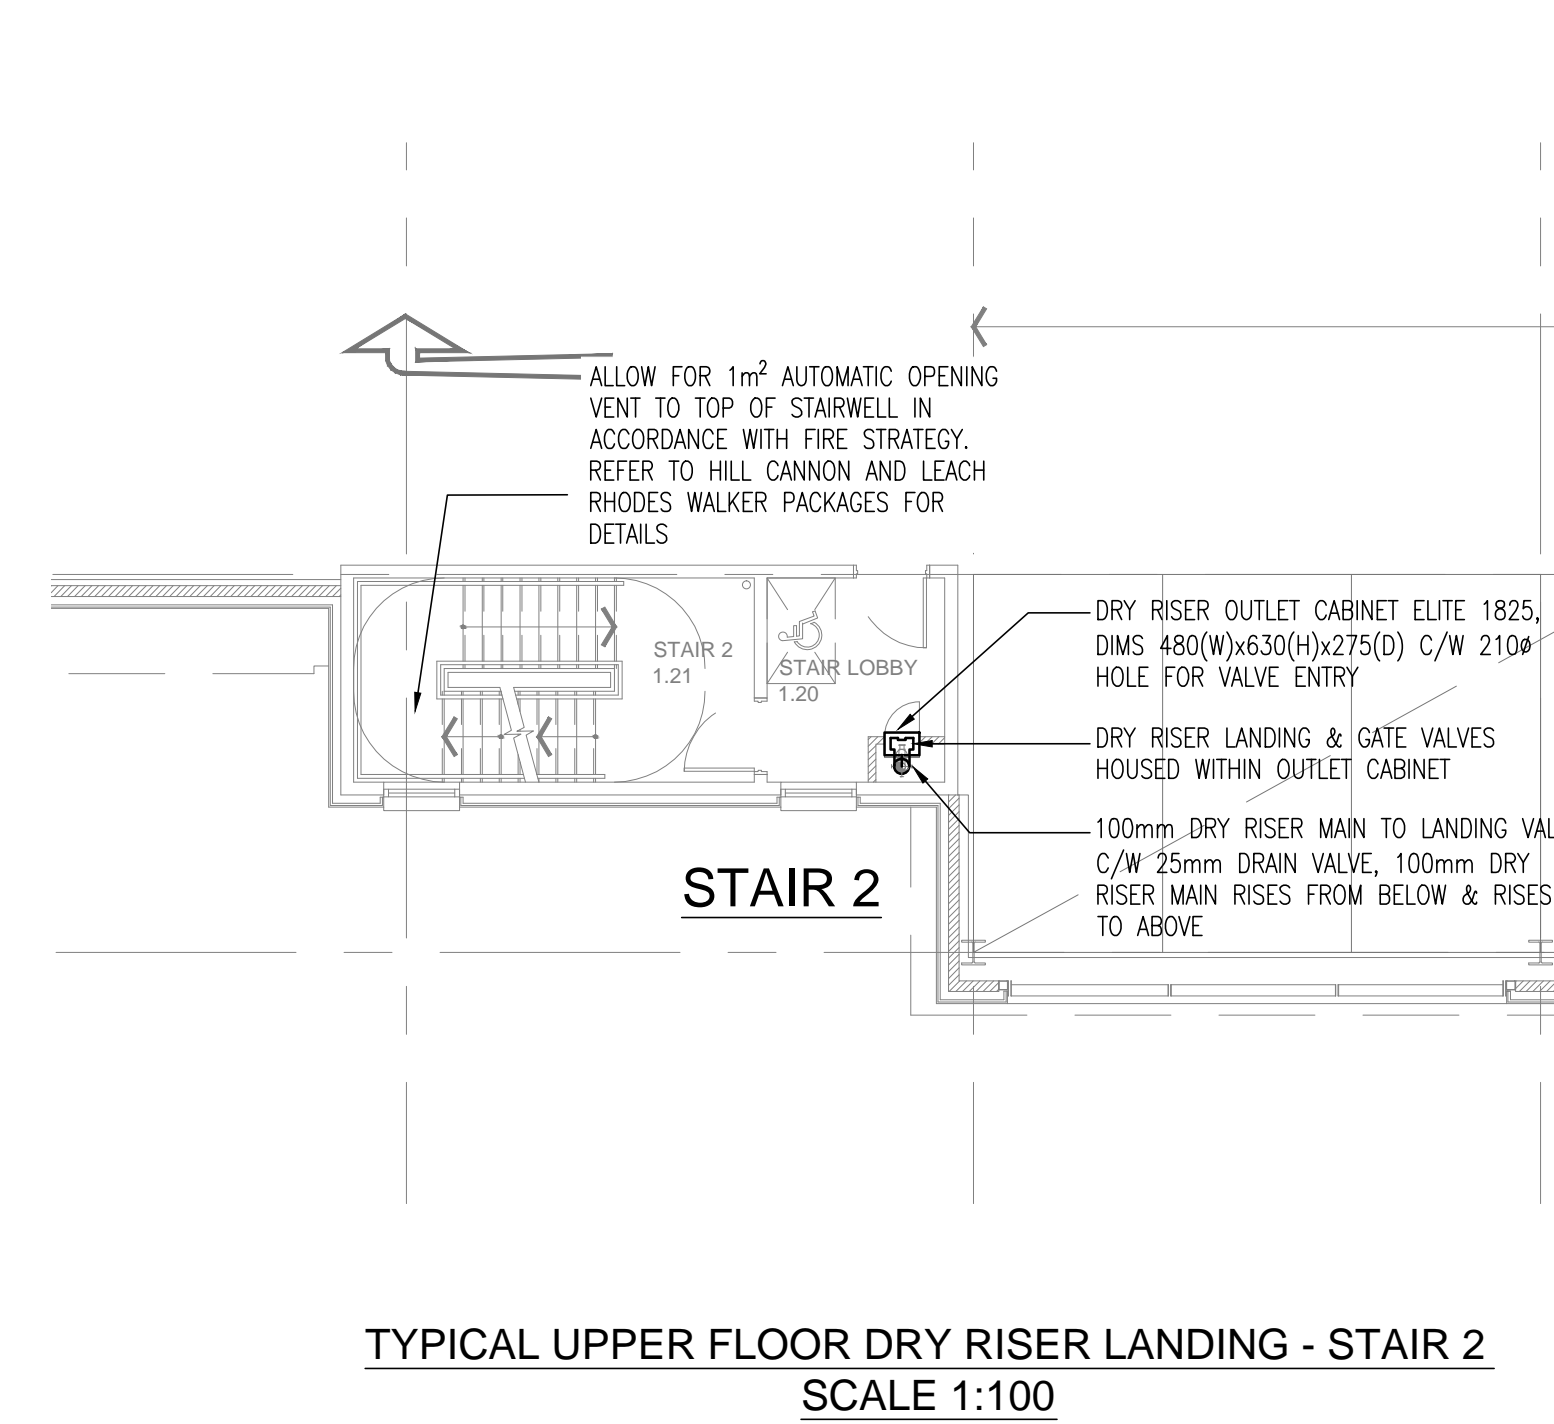 ALLOW FOR 1m² AUTOMATIC OPENING
VENT TO TOP OF STAIRWELL IN
ACCORDANCE WITH FIRE STRATEGY.
REFER TO HILL CANNON AND LEACH
RHODES WALKER PACKAGES FOR
DETAILS
STAIR 2
1.21
STAIR LOBBY
1.20
DRY RISER OUTLET CABINET ELITE 1825,
DIMS 480(W)x630(H)x275(D) C/W 210ø
HOLE FOR VALVE ENTRY
DRY RISER LANDING & GATE VALVES
HOUSED WITHIN OUTLET CABINET
100mm DRY RISER MAIN TO LANDING VAL
C/W 25mm DRAIN VALVE, 100mm DRY
RISER MAIN RISES FROM BELOW & RISES
TO ABOVE
STAIR 2
TYPICAL UPPER FLOOR DRY RISER LANDING - STAIR 2
SCALE 1:100